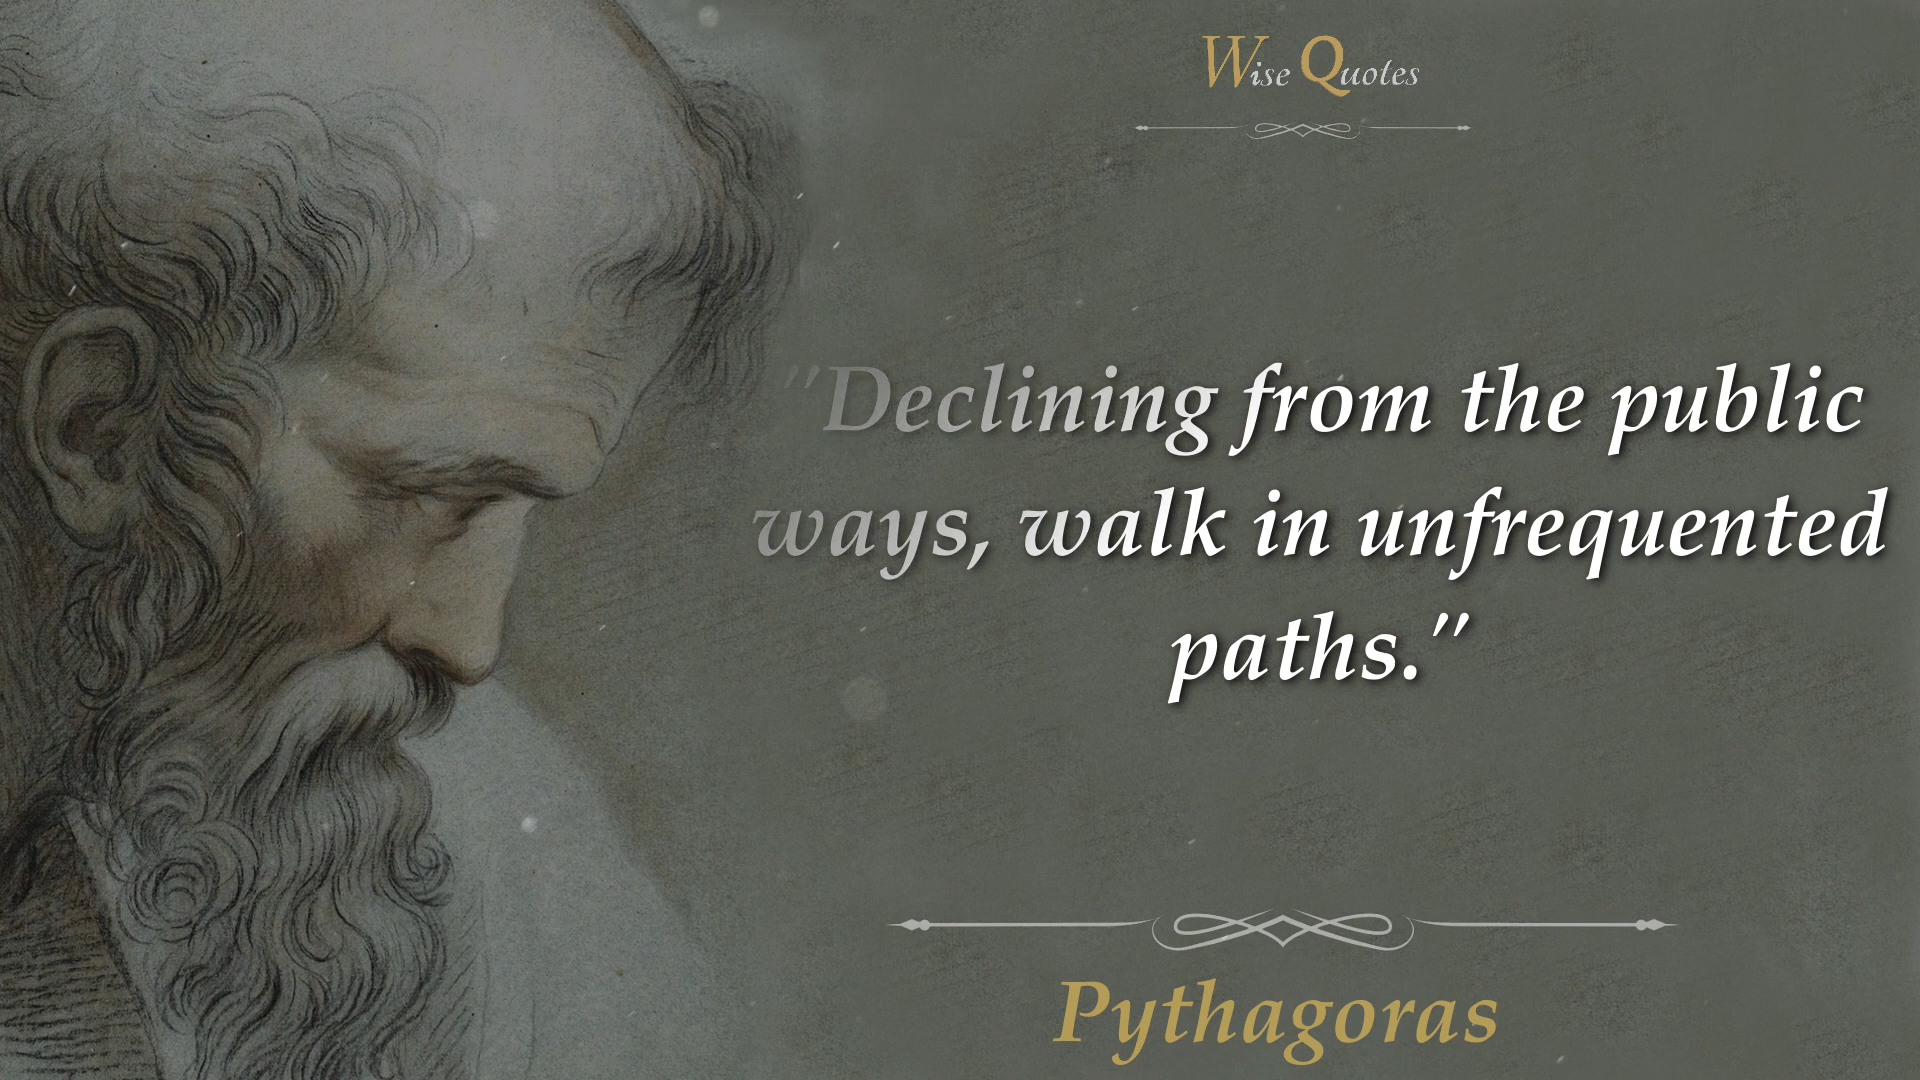 Wise Quotes
"Declining from the public
ways, walk in unfrequented
paths."
Pythagoras